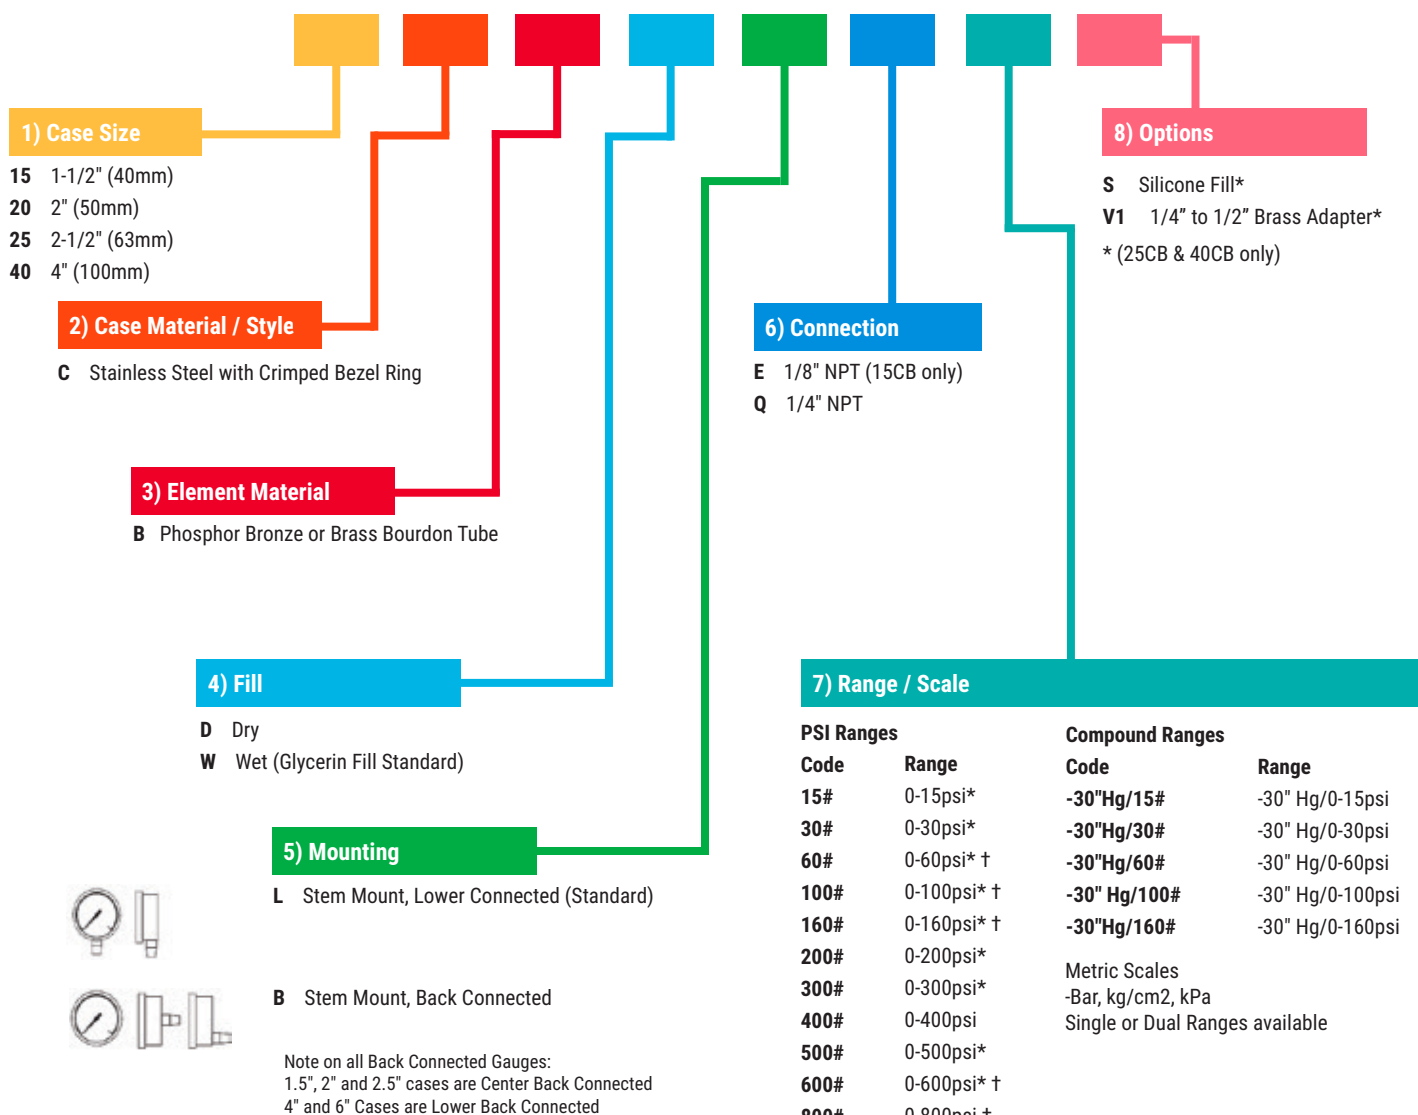 1) Case Size
15 1-1/2" (40mm)
20 2" (50mm)
25 2-1/2" (63mm)
40 4" (100mm)
2) Case Material / Style
C Stainless Steel with Crimped Bezel Ring
3) Element Material
B Phosphor Bronze or Brass Bourdon Tube
4) Fill
D Dry
W Wet (Glycerin Fill Standard)
5) Mounting
L Stem Mount, Lower Connected (Standard)
B Stem Mount, Back Connected
Note on all Back Connected Gauges:
1.5", 2" and 2.5" cases are Center Back Connected
4" and 6" Cases are Lower Back Connected
6) Connection
E 1/8" NPT (15CB only)
Q 1/4" NPT
7) Range / Scale
PSI Ranges
Code Range
15# 0-15psi*
30# 0-30psi*
60# 0-60psi* †
100# 0-100psi* †
160# 0-160psi* †
200# 0-200psi*
300# 0-300psi*
400# 0-400psi
500# 0-500psi*
600# 0-600psi* †
800# 0-800psi †
Compound Ranges
Code Range
-30"Hg/15# -30" Hg/0-15psi
-30"Hg/30# -30" Hg/0-30psi
-30"Hg/60# -30" Hg/0-60psi
-30" Hg/100# -30" Hg/0-100psi
-30"Hg/160# -30" Hg/0-160psi
Metric Scales
-Bar, kg/cm2, kPa
Single or Dual Ranges available
8) Options
S Silicone Fill*
V1 1/4” to 1/2” Brass Adapter*
* (25CB & 40CB only)